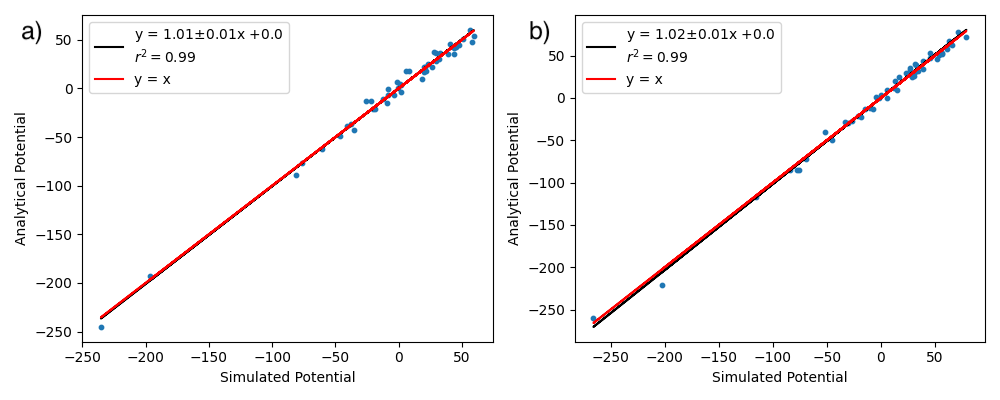 a)
y = 1.01±0.01x +0.0
r² = 0.99
y = x
50
0
−50
−100
−150
−200
−250
Analytical Potential
−250 −200 −150 −100 −50 0 50
Simulated Potential
b)
y = 1.02±0.01x +0.0
r² = 0.99
y = x
50
0
−50
−100
−150
−200
−250
Analytical Potential
−250 −200 −150 −100 −50 0 50
Simulated Potential